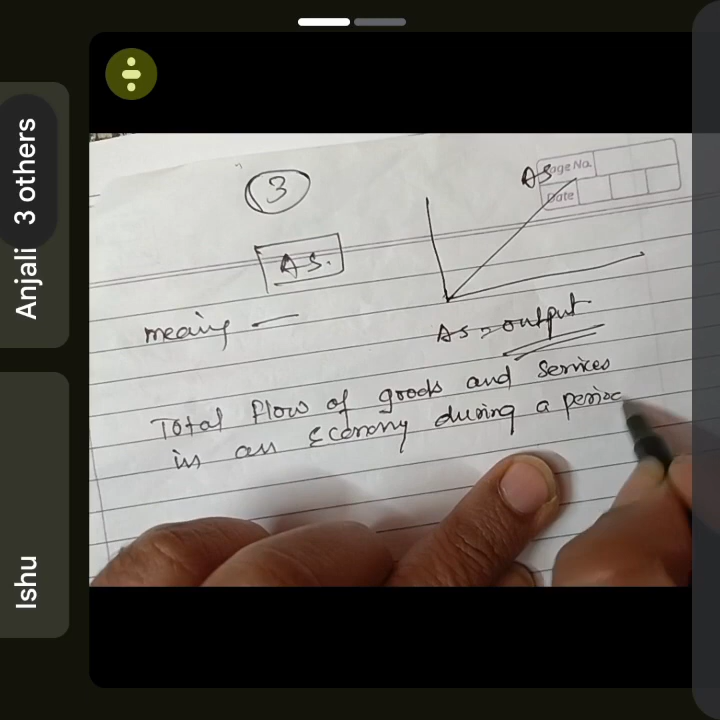 Anjali 3 others
Ishu
3
AS
Page No.
Date
A S.
meaing —
AS = output
Total flow of goods and services
in an Economy during a period